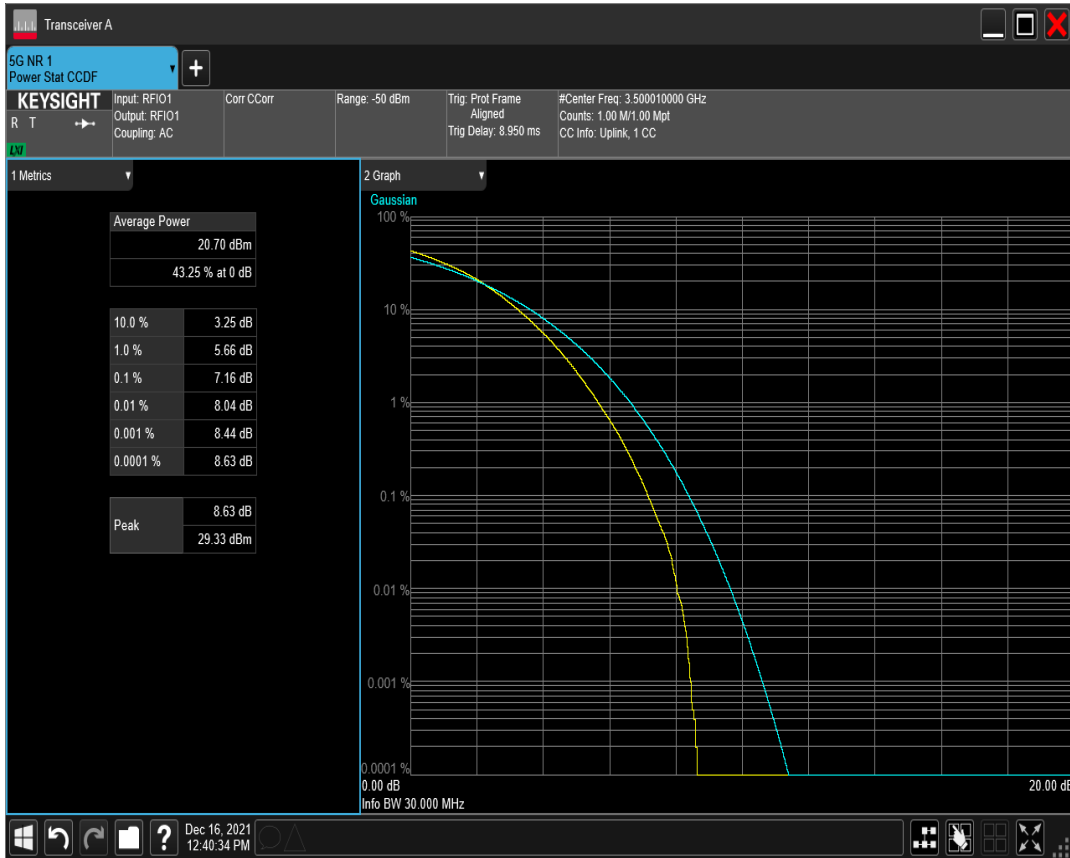 Transceiver A
5G NR 1
Power Stat CCDF
KEYSIGHT
R T
LXI
Input: RFIO1
Output: RFIO1
Coupling: AC
Corr CCorr
Range: -50 dBm
Trig: Prot Frame
Aligned
Trig Delay: 8.950 ms
#Center Freq: 3.500010000 GHz
Counts: 1.00 M/1.00 Mpt
CC Info: Uplink, 1 CC
1 Metrics
Average Power
20.70 dBm
43.25 % at 0 dB
10.0 % 3.25 dB
1.0 % 5.66 dB
0.1 % 7.16 dB
0.01 % 8.04 dB
0.001 % 8.44 dB
0.0001 % 8.63 dB
Peak
8.63 dB
29.33 dBm
2 Graph
Gaussian
100 %
10 %
1 %
0.1 %
0.01 %
0.001 %
0.0001 %
0.00 dB 20.00 dB
Info BW 30.000 MHz
?
Dec 16, 2021
12:40:34 PM